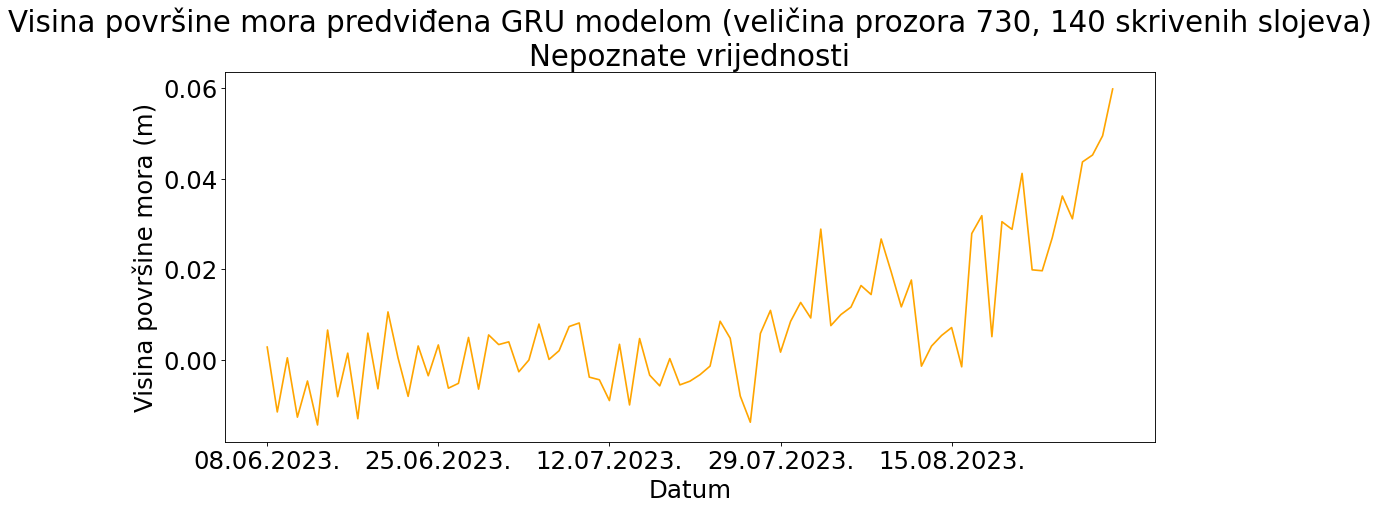 Visina površine mora predviđena GRU modelom (veličina prozora 730, 140 skrivenih slojeva)
Nepoznate vrijednosti
Visina površine mora (m)
0.06
0.04
0.02
0.00
08.06.2023.
25.06.2023.
12.07.2023.
29.07.2023.
15.08.2023.
Datum